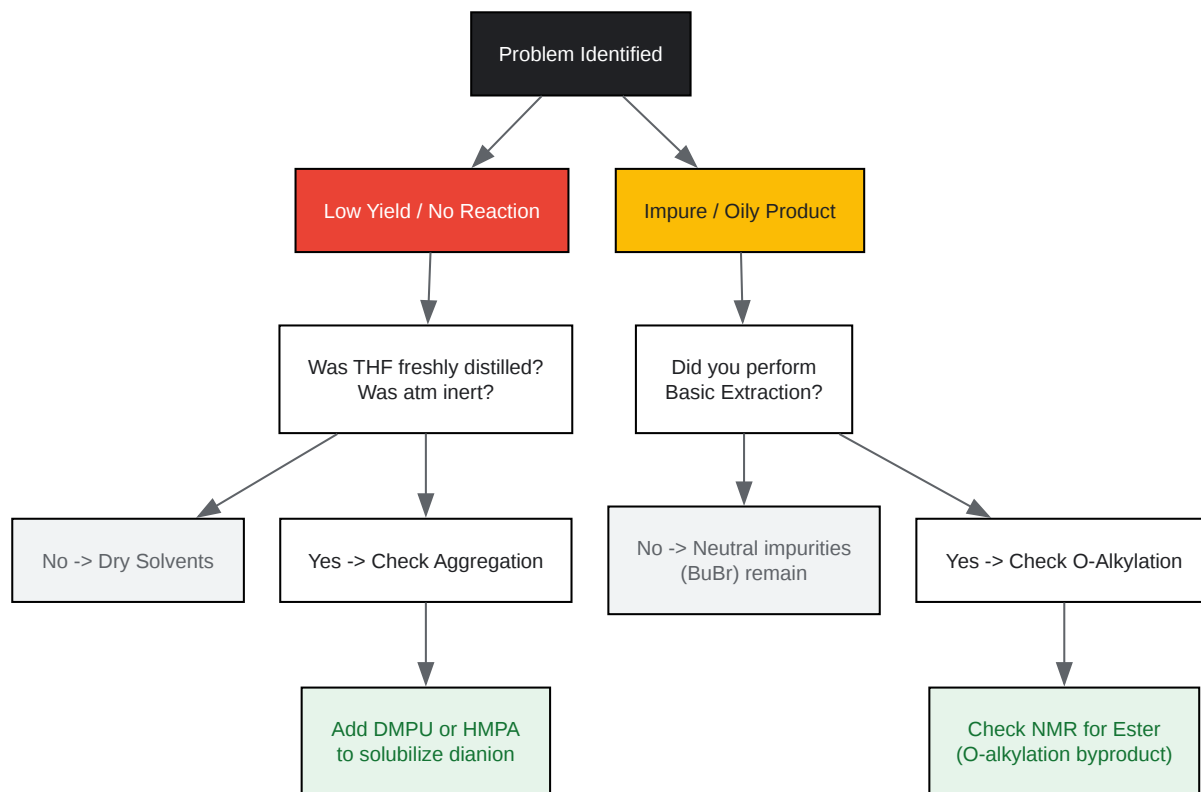 Problem Identified
Low Yield / No Reaction
Impure / Oily Product
Was THF freshly distilled?
Was atm inert?
Did you perform
Basic Extraction?
No -> Dry Solvents
Yes -> Check Aggregation
No -> Neutral impurities
(BuBr) remain
Yes -> Check O-Alkylation
Add DMPU or HMPA
to solubilize dianion
Check NMR for Ester
(O-alkylation byproduct)